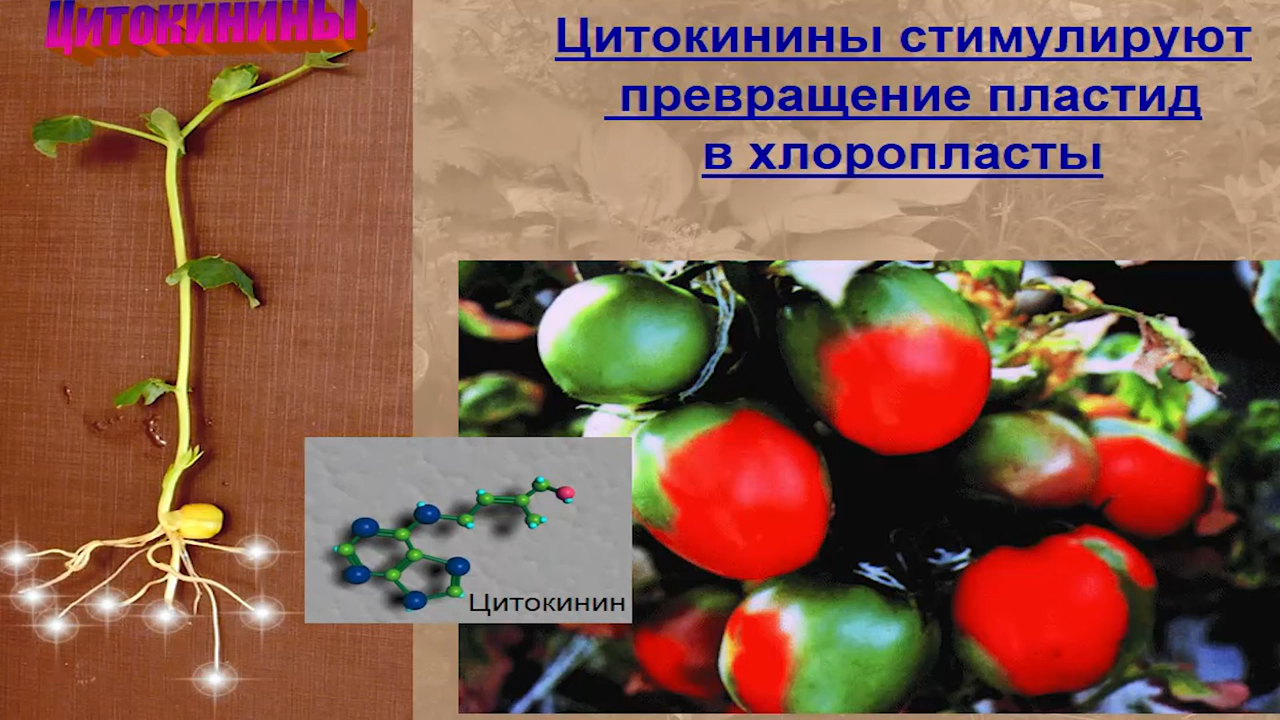 Цитокинины
Цитокинины стимулируют
превращение пластид
в хлоропласты
Цитокинин